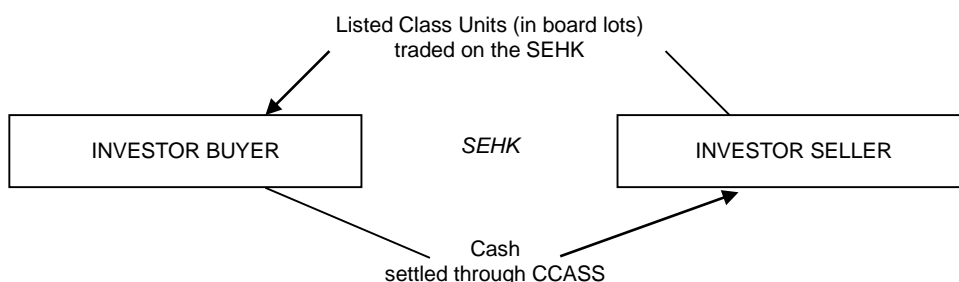 Listed Class Units (in board lots)
traded on the SEHK
INVESTOR BUYER
SEHK
INVESTOR SELLER
Cash
settled through CCASS